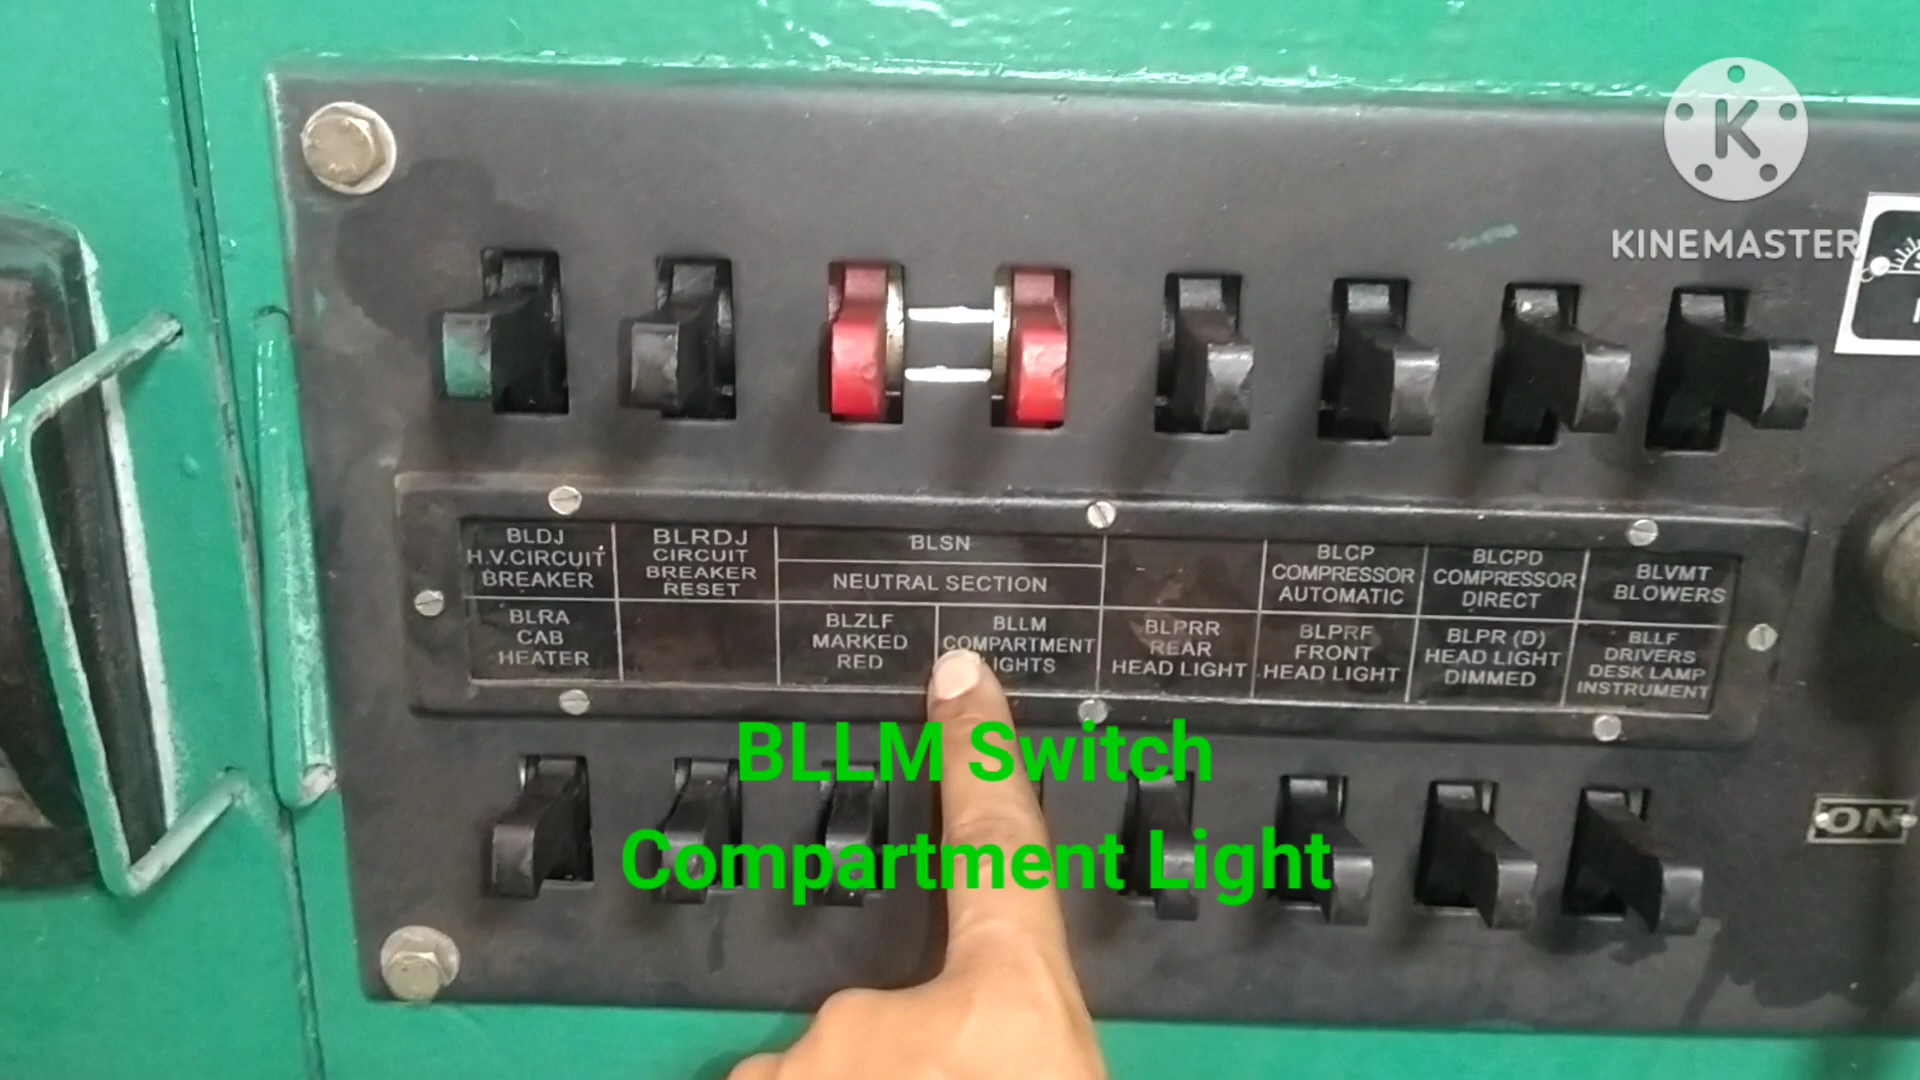 K
KINEMASTER
BLDJ
H.V.CIRCUIT
BREAKER
BLRDJ
CIRCUIT
BREAKER
RESET
BLSN
NEUTRAL SECTION
BLCP
COMPRESSOR
AUTOMATIC
BLCPD
COMPRESSOR
DIRECT
BLVMT
BLOWERS
BLRA
CAB
HEATER
BLZLF
MARKED
RED
BLLM
COMPARTMENT
LIGHTS
BLPRR
REAR
HEAD LIGHT
BLPRF
FRONT
HEAD LIGHT
BLPR (D)
HEAD LIGHT
DIMMED
BLLF
DRIVERS
DESK LAMP
INSTRUMENT
BLLM Switch
Compartment Light
ON